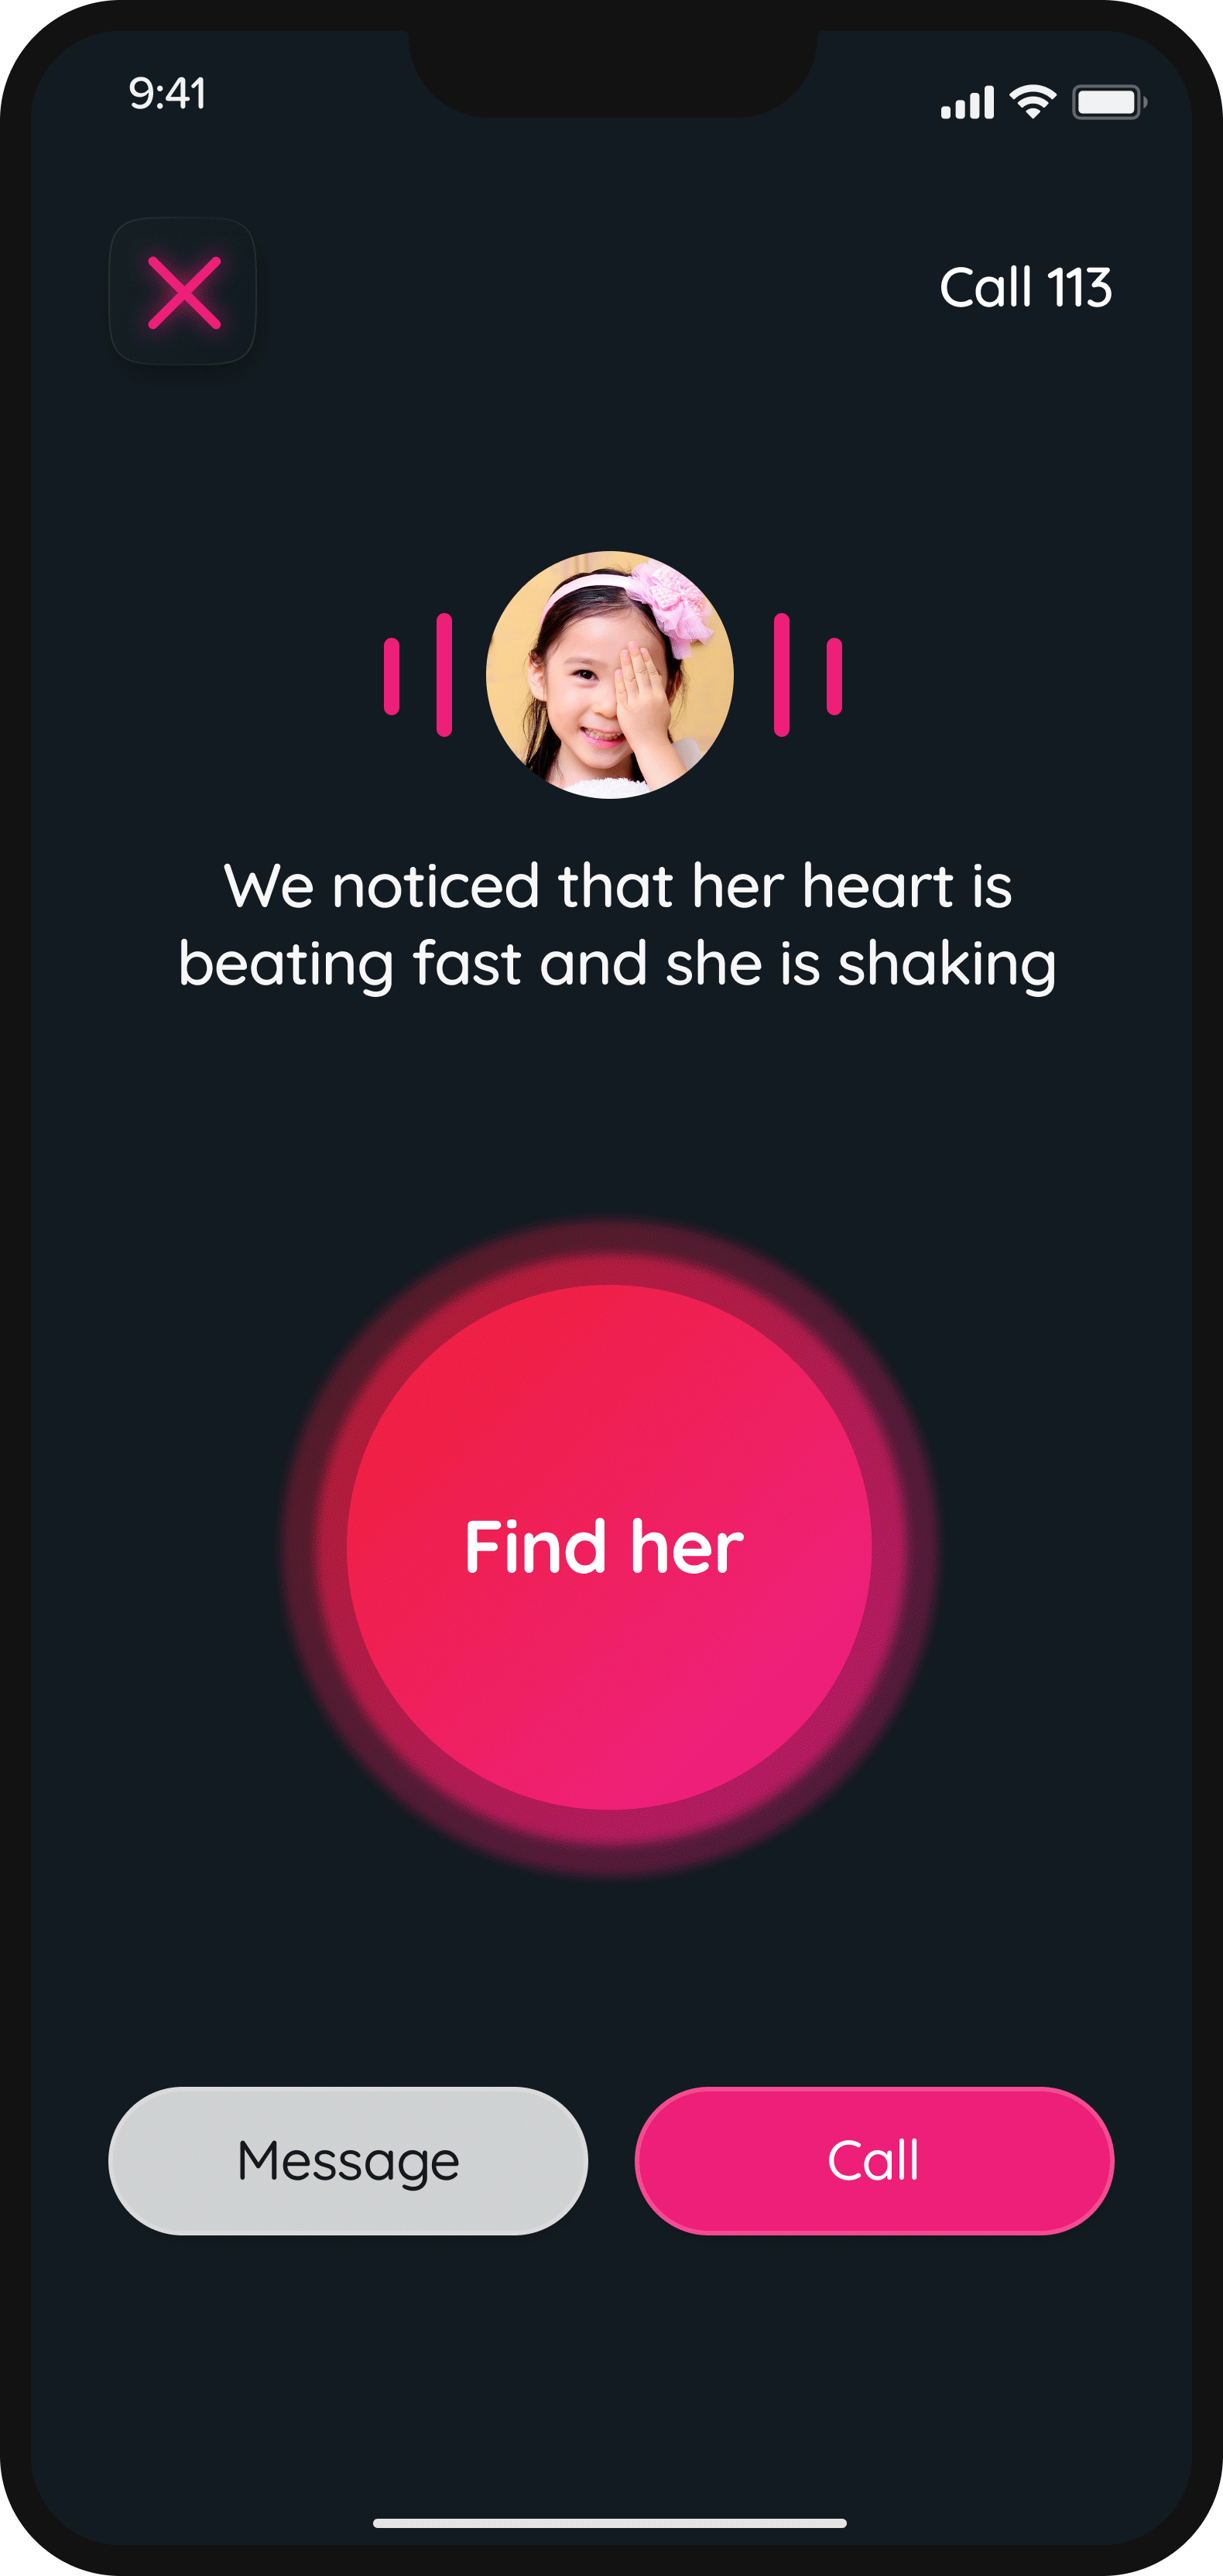 9:41
Call 113
We noticed that her heart is
beating fast and she is shaking
Find her
Message
Call